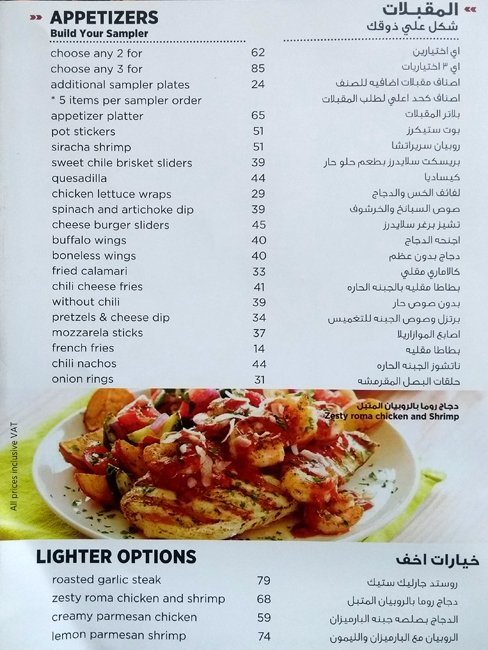 »» APPETIZERS المقبلات ««
Build Your Sampler شكل علي ذوقك
choose any 2 for 62 اي اختيارين
choose any 3 for 85 اي ٣ اختياريات
additional sampler plates 24 اصناف مقبلات اضافيه للصنف
* 5 items per sampler order اصناف كحد اعلي لطلب المقبلات
appetizer platter 65 بلاتر المقبلات
pot stickers 51 بوت ستيكرز
siracha shrimp 51 روبيان سريراتشا
sweet chile brisket sliders 39 بريسكت سلايدرز بطعم حلو حار
quesadilla 44 كيساديا
chicken lettuce wraps 29 لفائف الخس والدجاج
spinach and artichoke dip 39 صوص السبانخ والخرشوف
cheese burger sliders 45 تشيز برغر سلايدرز
buffalo wings 40 اجنحه الدجاج
boneless wings 40 دجاج بدون عظم
fried calamari 33 كالاماري مقلي
chili cheese fries 41 بطاطا مقليه بالجبنه الحاره
without chili 39 بدون صوص حار
pretzels & cheese dip 34 برتزل وصوص الجبنه للتغميس
mozzarela sticks 37 اصابع الموازاريلا
french fries 14 بطاطا مقليه
chili nachos 44 ناتشوز الجبنه الحاره
onion rings 31 حلقات البصل المقرمشه
دجاج روما بالروبيان المتبل
Zesty roma chicken and Shrimp
All prices inclusive VAT
LIGHTER OPTIONS خيارات اخف
roasted garlic steak 79 روستد جارليك ستيك
zesty roma chicken and shrimp 68 دجاج روما بالروبيان المتبل
creamy parmesan chicken 59 الدجاج بصلصه جبنه البارميزان
lemon parmesan shrimp 74 الروبيان مع البارميزان والليمون